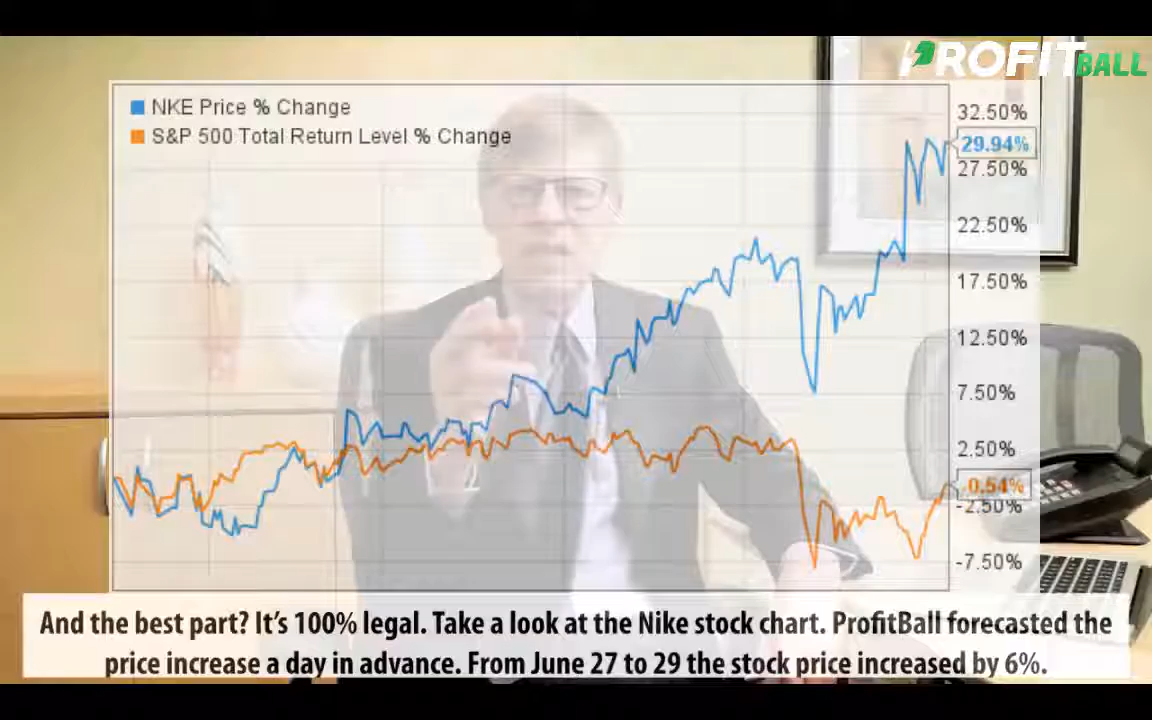 PROFITBALL
NKE Price % Change
S&P 500 Total Return Level % Change
32.50%
29.94%
27.50%
22.50%
17.50%
12.50%
7.50%
2.50%
0.54%
-2.50%
-7.50%
And the best part? It's 100% legal. Take a look at the Nike stock chart. ProfitBall forecasted the
price increase a day in advance. From June 27 to 29 the stock price increased by 6%.